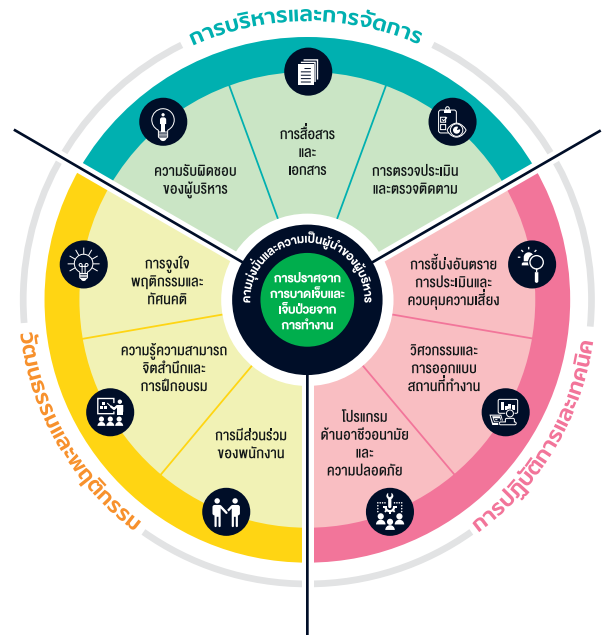 การบริหารและการจัดการ
ความรับผิดชอบ
ของผู้บริหาร
การสื่อสาร
และ
เอกสาร
การตรวจประเมิน
และตรวจติดตาม
คามมุ่งมั่นและความเป็นผู้นำของผู้บริหาร
การปราศจาก
การบาดเจ็บและ
เจ็บป่วยจาก
การทำงาน
การจูงใจ
พฤติกรรมและ
ทัศนคติ
ความรู้ความสามารถ
จิตสำนึกและ
การฝึกอบรม
การมีส่วนร่วม
ของพนักงาน
วัฒนธรรมและพฤติกรรม
การชี้บ่งอันตราย
การประเมินและ
ควบคุมความเสี่ยง
วิศวกรรมและ
การออกแบบ
สถานที่ทำงาน
โปรแกรม
ด้านอาชีวอนามัย
และ
ความปลอดภัย
การปฏิบัติการและเทคนิค